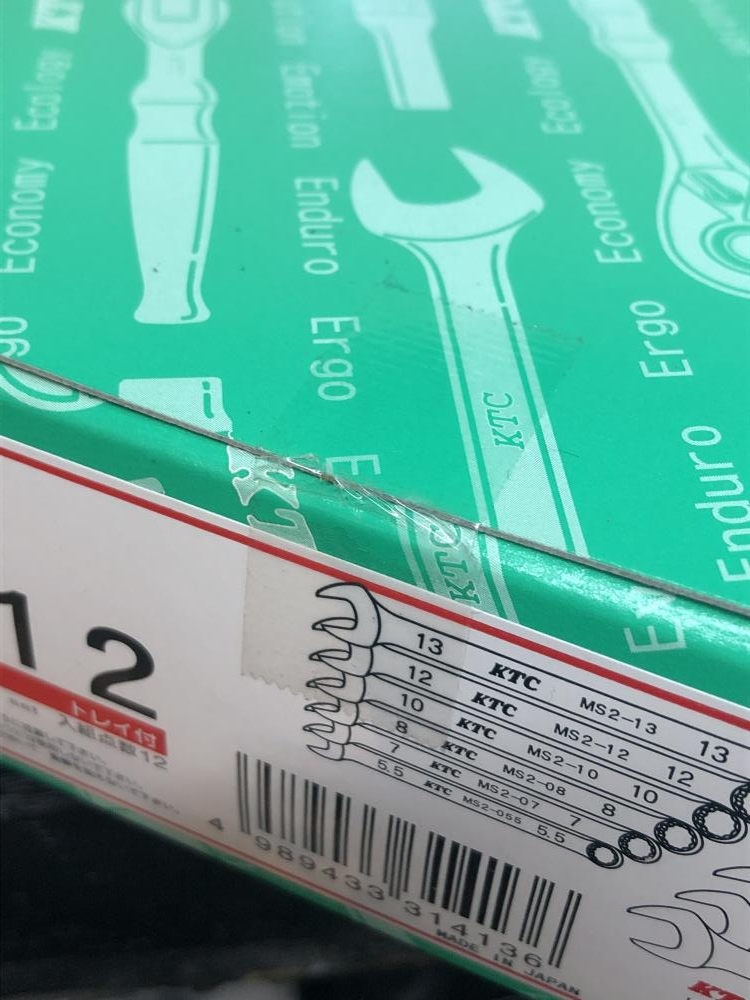 KTC
Ecology
Economy
Emotion
Enduro
Ergo
Ecology
Economy
Ergo
Enduro
KTC
KTC
KTC
12
トレイ付
入組点数12
13 KTC MS2-13 13
12 KTC MS2-12 12
10 KTC MS2-10 10
8 KTC MS2-08 8
7 KTC MS2-07 7
5.5 KTC MS2-055 5.5
4 989433 314136
MADE IN JAPAN